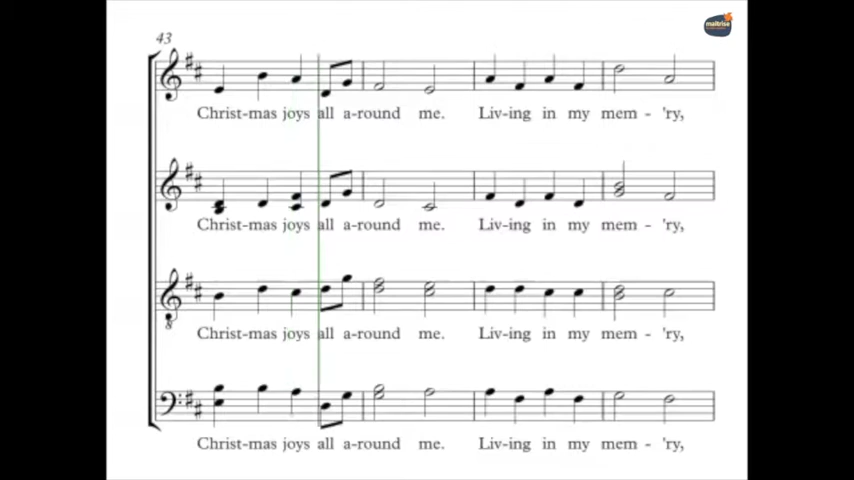 maîtrise
43
Christ-mas joys all a-round me. Liv-ing in my mem - 'ry,
Christ-mas joys all a-round me. Liv-ing in my mem - 'ry,
8
Christ-mas joys all a-round me. Liv-ing in my mem - 'ry,
Christ-mas joys all a-round me. Liv-ing in my mem - 'ry,